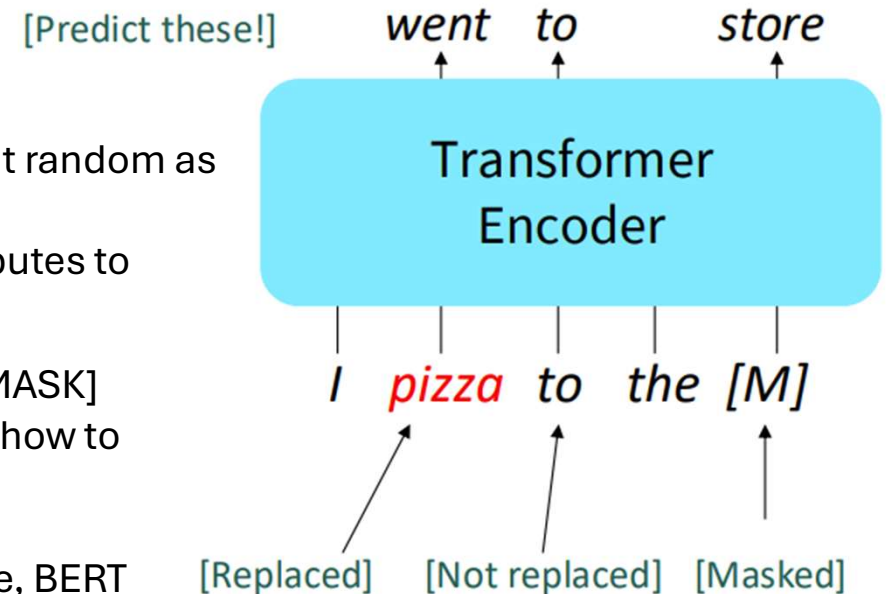 [Predict these!] went to store
t random as
Transformer
Encoder
outes to
MASK]
I pizza to the [M]
how to
e, BERT
[Replaced] [Not replaced] [Masked]